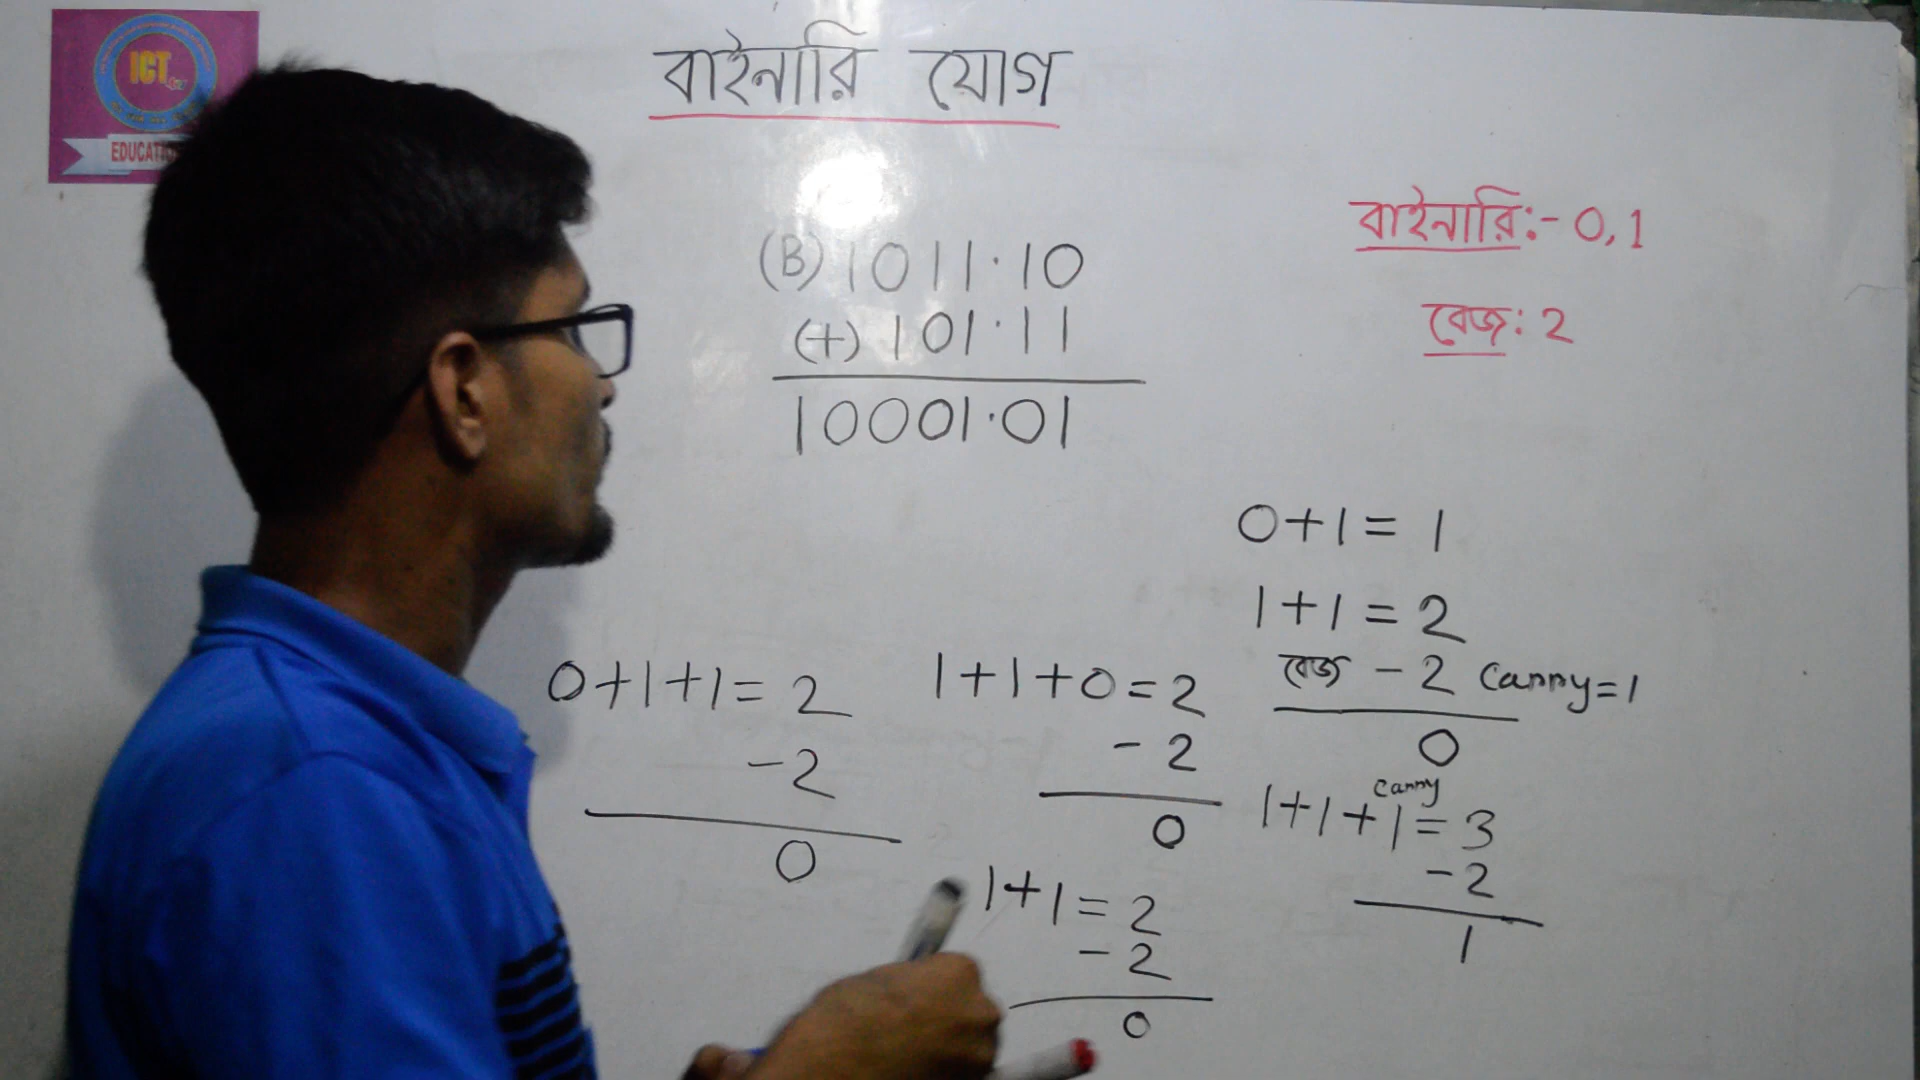 ICT
EDUCATION
বাইনারি যোগ
বাইনারি:- 0,1
বেজ: 2
(B) 1011.10
(+) 101.11
10001.01
0+1= 1
1+1=2
বেজ -2 Carry=1
0
carry
1+1+1=3
-2
1
1+1+0=2
-2
0
1+1=2
-2
0
0+1+1=2
-2
0